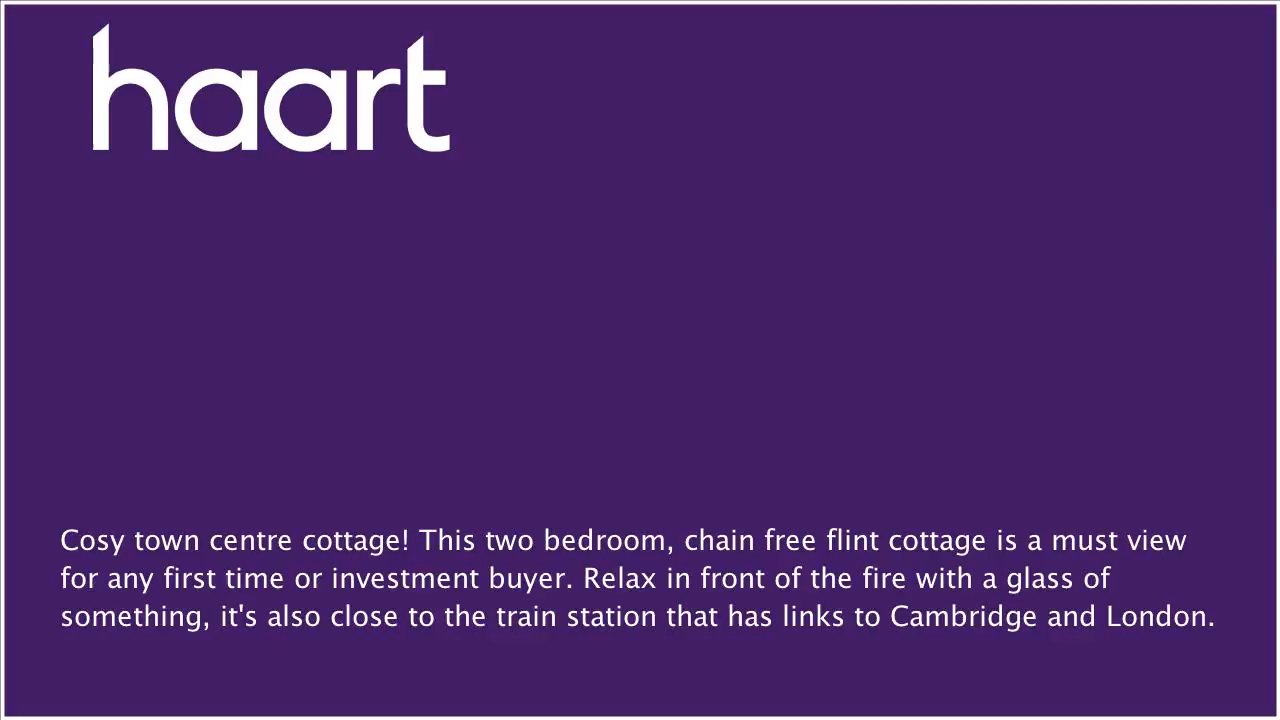 haart
Cosy town centre cottage! This two bedroom, chain free flint cottage is a must view
for any first time or investment buyer. Relax in front of the fire with a glass of
something, it's also close to the train station that has links to Cambridge and London.